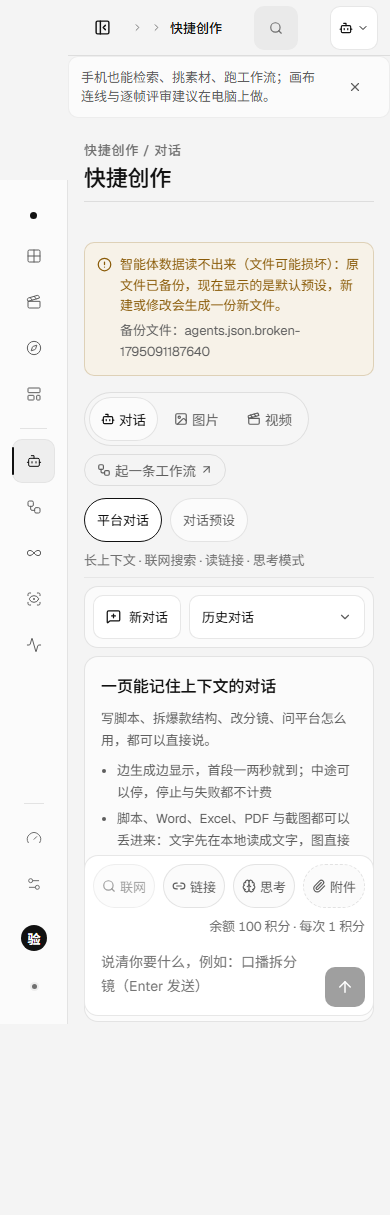 快捷创作
手机也能检索、挑素材、跑工作流；画布
连线与逐帧评审建议在电脑上做。
快捷创作 / 对话
快捷创作
智能体数据读不出来（文件可能损坏）：原
文件已备份，现在显示的是默认预设，新
建或修改会生成一份新文件。
备份文件：agents.json.broken-
1795091187640
对话 图片 视频
起一条工作流
平台对话 对话预设
长上下文 · 联网搜索 · 读链接 · 思考模式
新对话 历史对话
一页能记住上下文的对话
写脚本、拆爆款结构、改分镜、问平台怎么
用，都可以直接说。
边生成边显示，首段一两秒就到；中途可
以停，停止与失败都不计费
脚本、Word、Excel、PDF 与截图都可以
丢进来：文字先在本地读成文字，图直接
联网 链接 思考 附件
余额 100 积分 · 每次 1 积分
说清你要什么，例如：口播拆分
镜（Enter 发送）
验